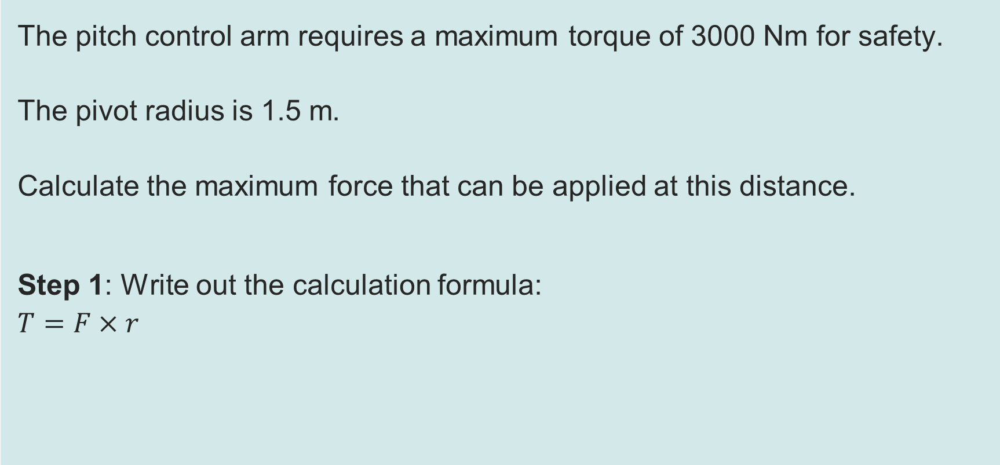 The pitch control arm requires a maximum torque of 3000 Nm for safety.
The pivot radius is 1.5 m.
Calculate the maximum force that can be applied at this distance.
Step 1: Write out the calculation formula:
T = F × r